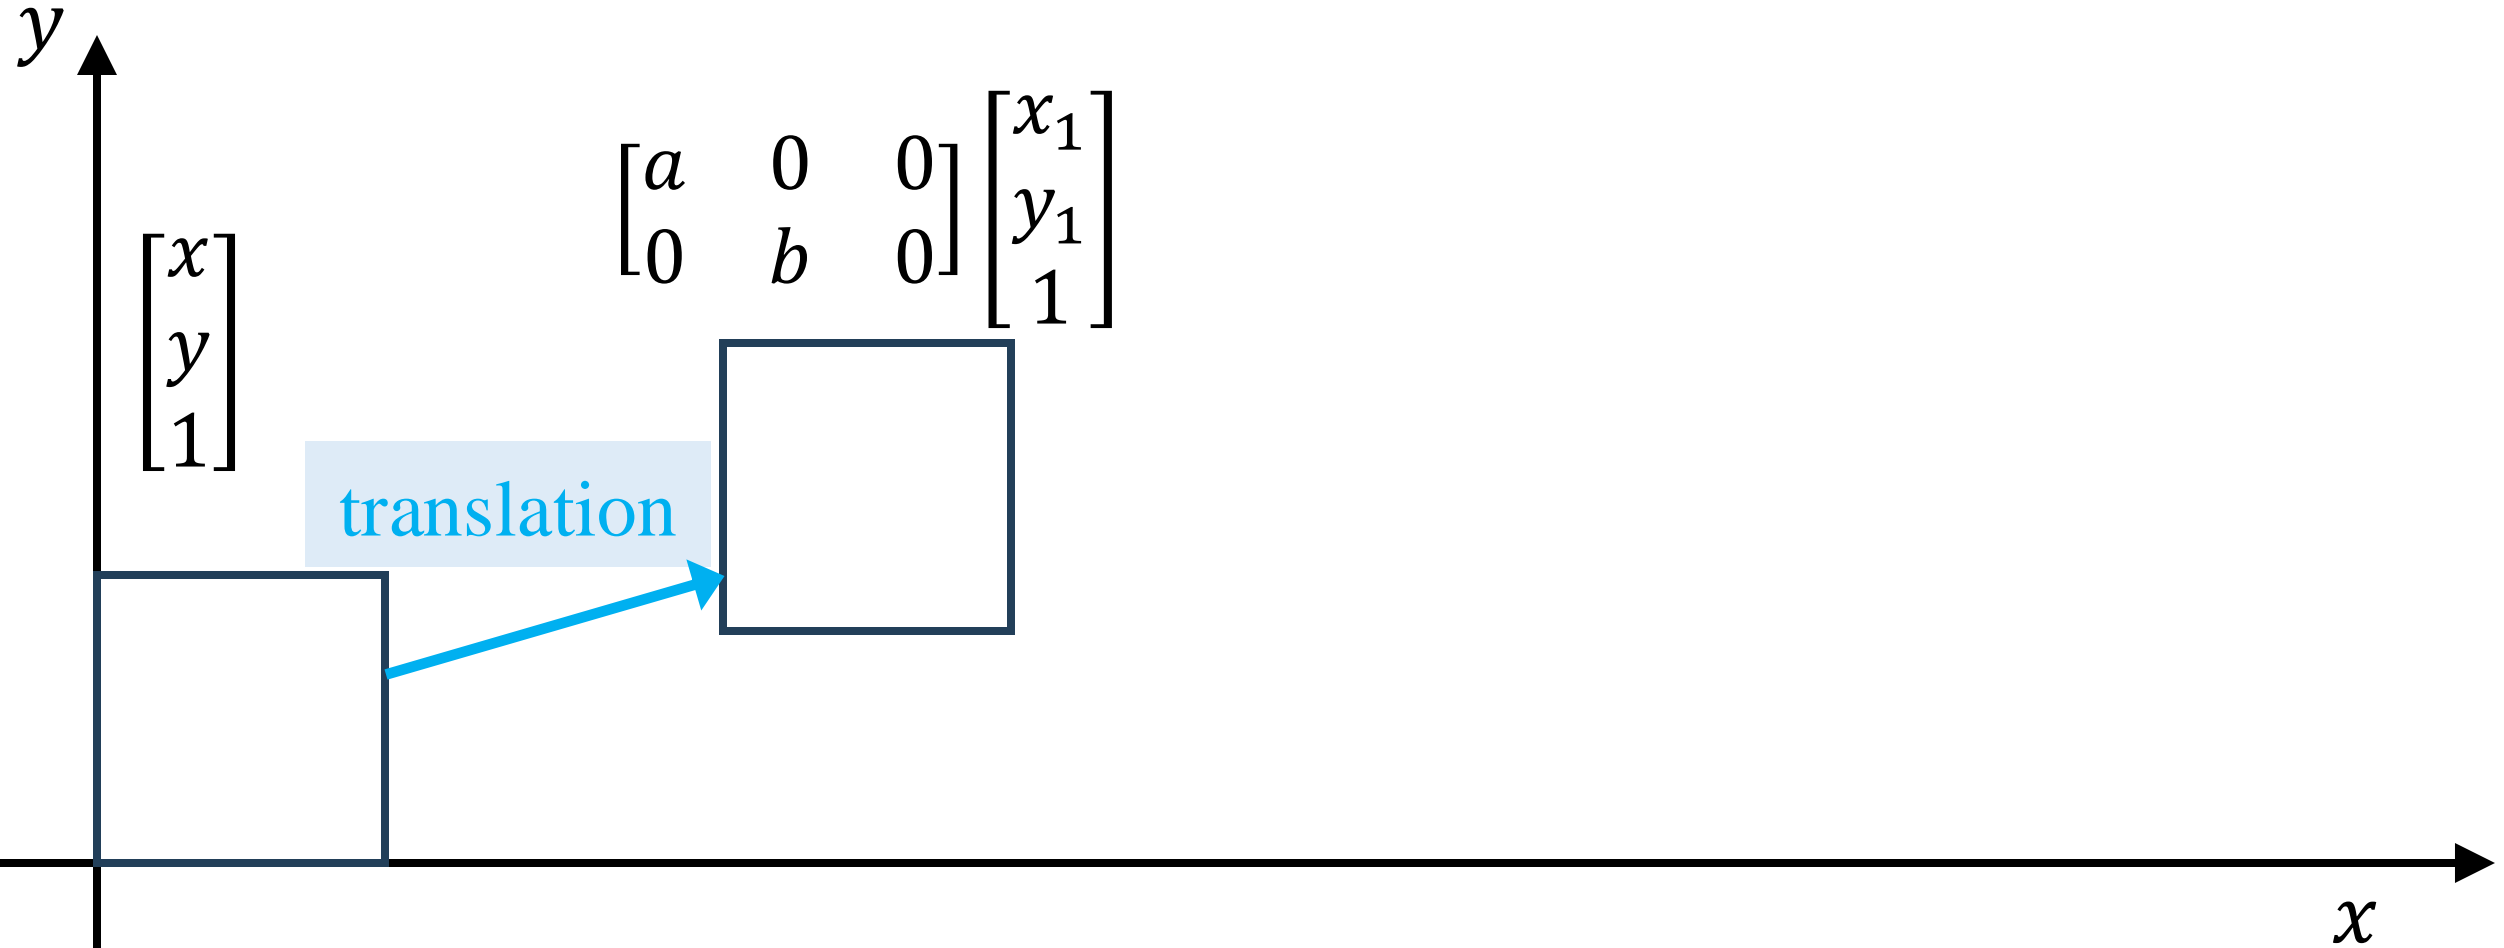 y
[a 0 0
0 b 0]
[x₁
y₁
1]
[x
y
1]
translation
x